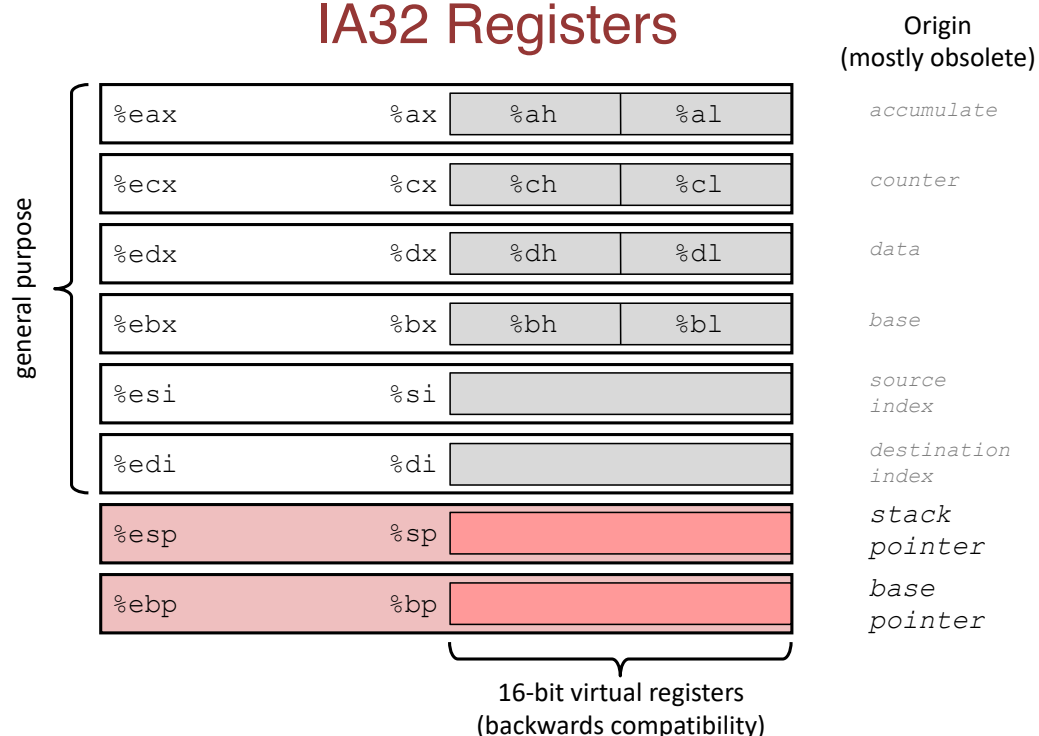 IA32 Registers
Origin
(mostly obsolete)
general purpose
%eax %ax %ah %al accumulate
%ecx %cx %ch %cl counter
%edx %dx %dh %dl data
%ebx %bx %bh %bl base
%esi %si source
index
%edi %di destination
index
%esp %sp stack
pointer
%ebp %bp base
pointer
16-bit virtual registers
(backwards compatibility)